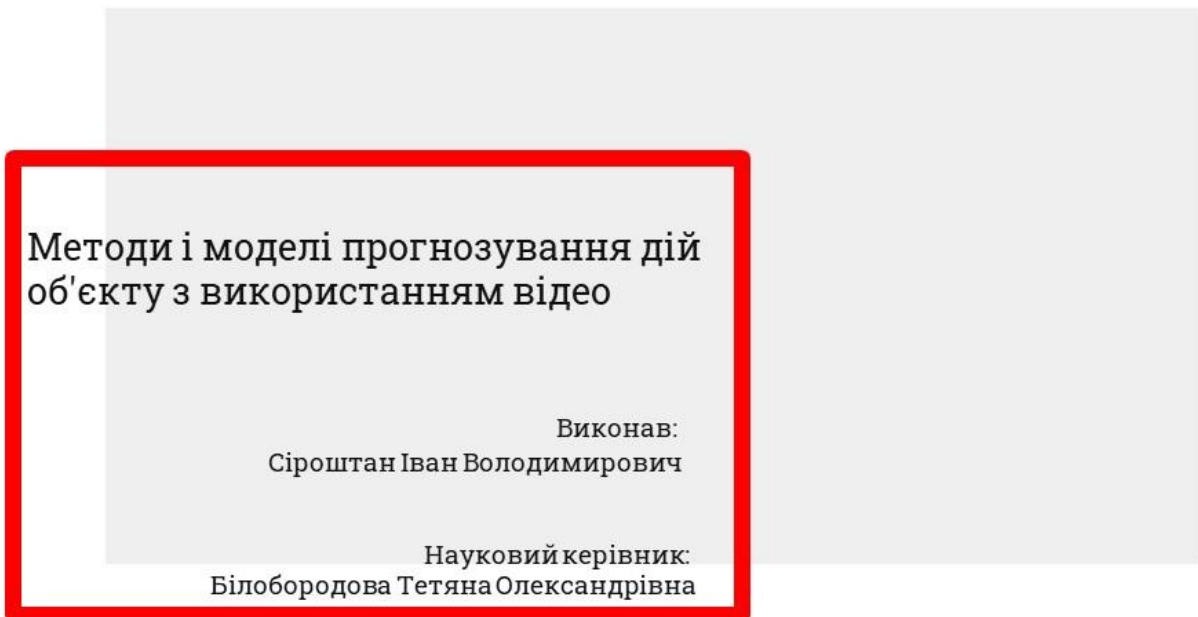 Методи і моделі прогнозування дій
об'єкту з використанням відео
Виконав:
Сіроштан Іван Володимирович
Науковий керівник:
Білобородова Тетяна Олександрівна